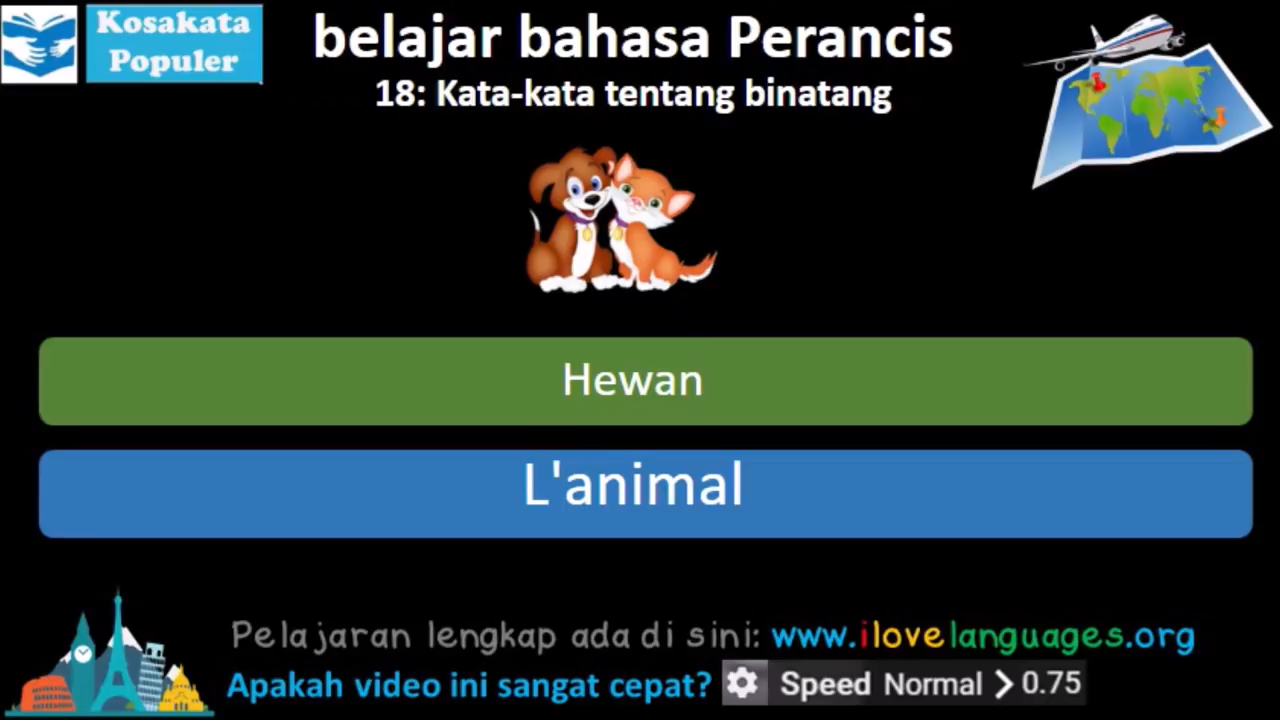 Kosakata
Populer
belajar bahasa Perancis
18: Kata-kata tentang binatang
Hewan
L'animal
Pelajaran lengkap ada di sini: www.ilovelanguages.org
Apakah video ini sangat cepat? Speed Normal > 0.75